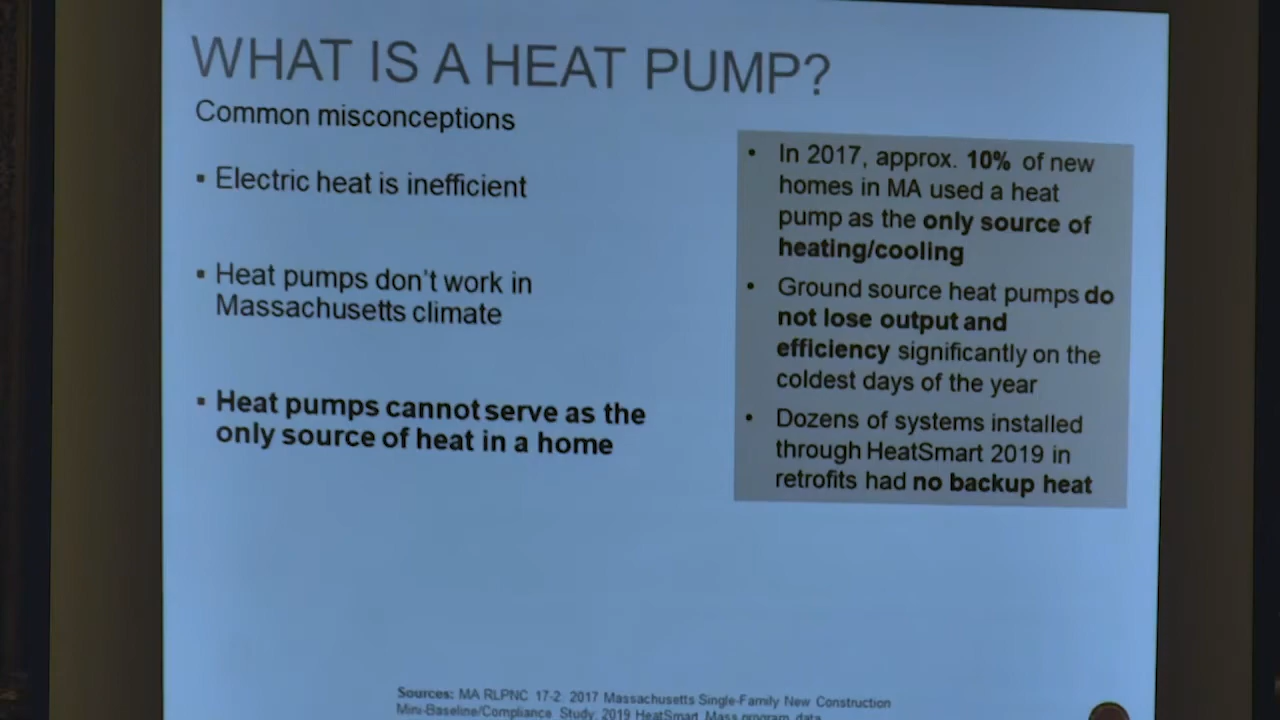 WHAT IS A HEAT PUMP?
Common misconceptions
▪ Electric heat is inefficient
▪ Heat pumps don't work in
Massachusetts climate
▪ Heat pumps cannot serve as the
only source of heat in a home
• In 2017, approx. 10% of new
homes in MA used a heat
pump as the only source of
heating/cooling
• Ground source heat pumps do
not lose output and
efficiency significantly on the
coldest days of the year
• Dozens of systems installed
through HeatSmart 2019 in
retrofits had no backup heat
Sources: MA RLPNC 17-2: 2017 Massachusetts Single-Family New Construction
Mini-Baseline/Compliance Study. 2019 HeatSmart Mass program data